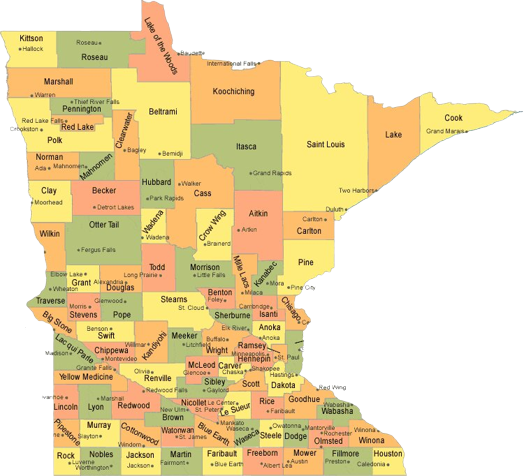 Kittson
Hallock
Roseau
Roseau
Lake of the Woods
Baudette
International Falls
Koochiching
Marshall
Warren
Thief River Falls
Pennington
Red Lake Falls
Red Lake
Crookston
Polk
Clearwater
Bagley
Beltrami
Bemidji
Itasca
Grand Rapids
Saint Louis
Lake
Two Harbors
Cook
Grand Marais
Duluth
Norman
Ada
Mahnomen
Mahnomen
Hubbard
Park Rapids
Walker
Cass
Clay
Moorhead
Becker
Detroit Lakes
Aitkin
Aitkin
Carlton
Carlton
Wilkin
Otter Tail
Fergus Falls
Wadena
Wadena
Crow Wing
Brainerd
Pine
Pine City
Elbow Lake
Grant
Alexandria
Douglas
Todd
Long Prairie
Morrison
Little Falls
Mille Lacs
Milaca
Kanabec
Mora
Wheaton
Traverse
Morris
Stevens
Glenwood
Pope
Stearns
St. Cloud
Benton
Foley
Sherburne
Elk River
Cambridge
Isanti
Chisago
Big Stone
Benson
Swift
Willmar
Kandiyohi
Meeker
Litchfield
Buffalo
Wright
Anoka
Anoka
Lac qui Parle
Madison
Chippewa
Montevideo
Granite Falls
Yellow Medicine
Olivia
Renville
McLeod
Glencoe
Carver
Chaska
Hennepin
Minneapolis
Ramsey
St. Paul
Shakopee
Scott
Hastings
Dakota
Lincoln
Lyon
Marshall
Redwood
Redwood Falls
Sibley
Gaylord
Nicollet
St. Peter
Le Center
Le Sueur
Rice
Faribault
Goodhue
Red Wing
Wabasha
Wabasha
Pipestone
Murray
Slayton
Cottonwood
Windom
Brown
New Ulm
Watonwan
St. James
Blue Earth
Mankato
Waseca
Waseca
Owatonna
Steele
Mantorville
Dodge
Rochester
Olmsted
Winona
Winona
Rock
Luverne
Nobles
Worthington
Jackson
Jackson
Martin
Fairmont
Faribault
Blue Earth
Freeborn
Albert Lea
Mower
Austin
Fillmore
Preston
Houston
Caledonia